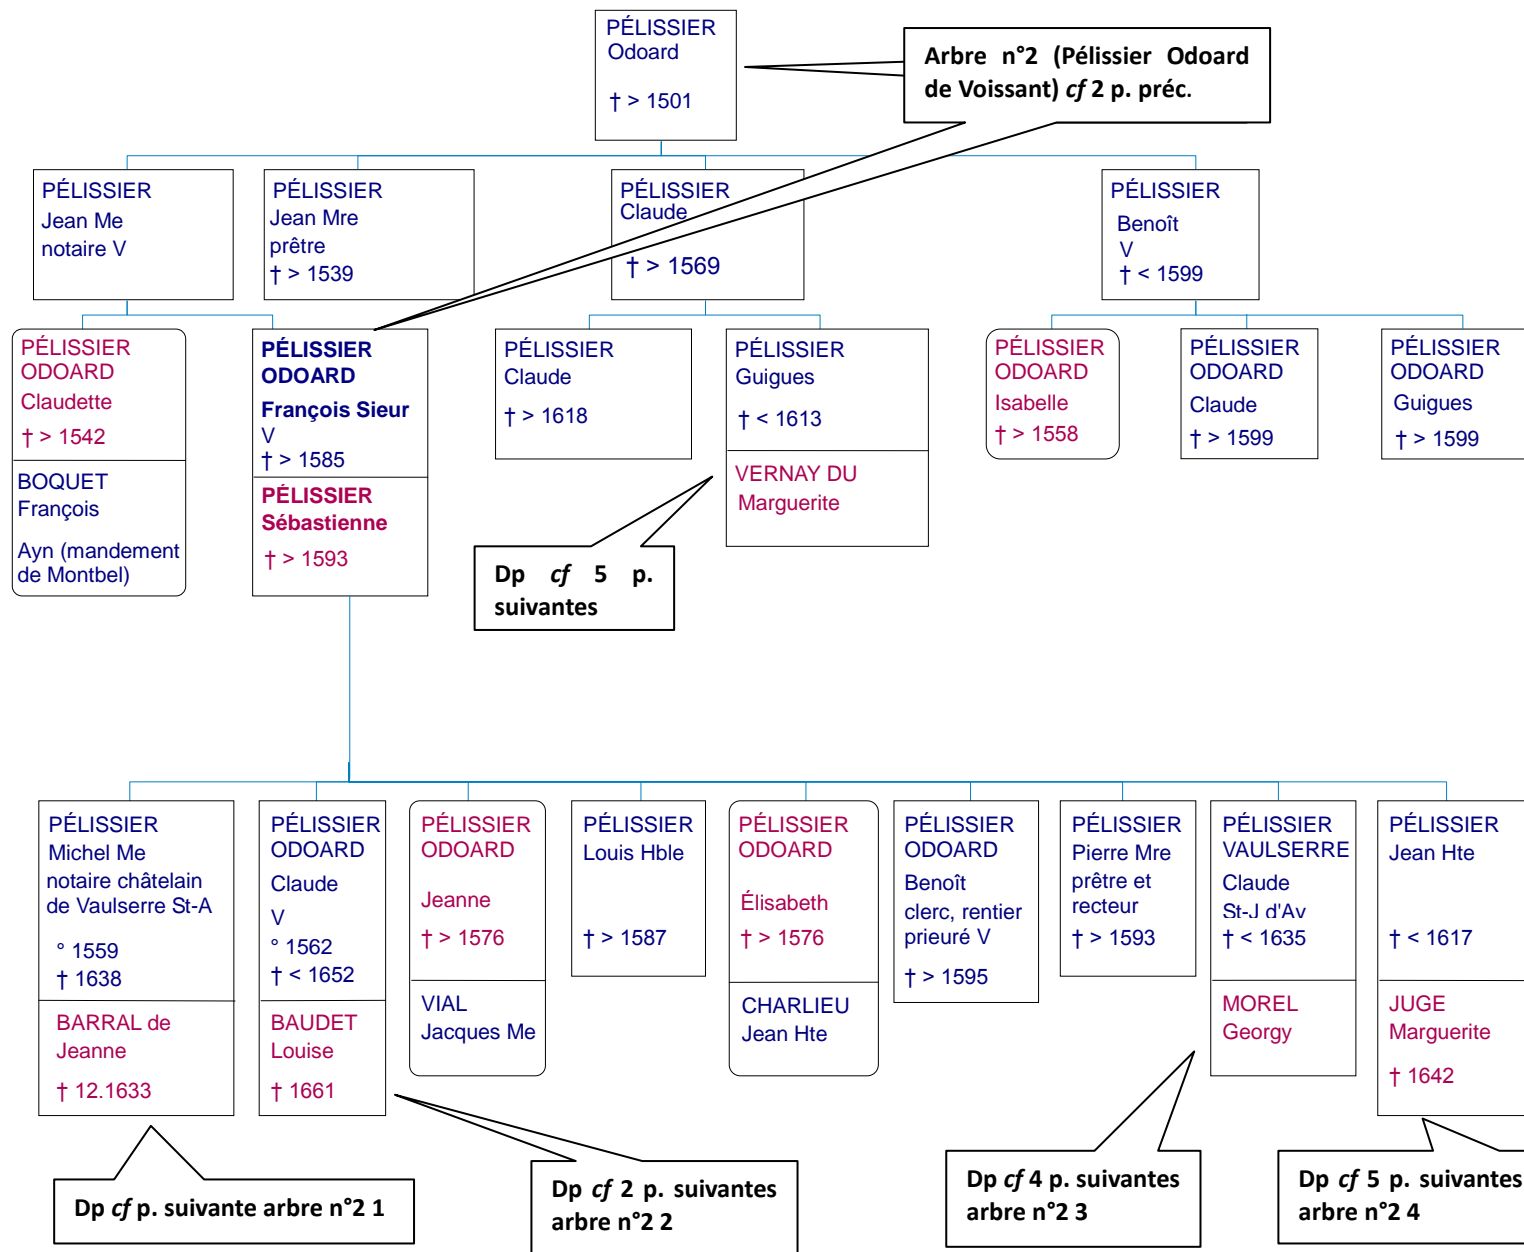 PÉLISSIER
Odoard
† > 1501
Arbre n°2 (Pélissier Odoard
de Voissant) cf 2 p. préc.
PÉLISSIER
Jean Me
notaire V
PÉLISSIER
Jean Mre
prêtre
† > 1539
PÉLISSIER
Claude
† > 1569
PÉLISSIER
Benoît
V
† < 1599
PÉLISSIER
ODOARD
Claudette
† > 1542
BOQUET
François
Ayn (mandement
de Montbel)
PÉLISSIER
ODOARD
François Sieur
V
† > 1585
PÉLISSIER
Sébastienne
† > 1593
PÉLISSIER
Claude
† > 1618
PÉLISSIER
Guigues
† < 1613
VERNAY DU
Marguerite
PÉLISSIER
ODOARD
Isabelle
† > 1558
PÉLISSIER
ODOARD
Claude
† > 1599
PÉLISSIER
ODOARD
Guigues
† > 1599
Dp cf 5 p.
suivantes
PÉLISSIER
Michel Me
notaire châtelain
de Vaulserre St-A
° 1559
† 1638
BARRAL de
Jeanne
† 12.1633
PÉLISSIER
ODOARD
Claude
V
° 1562
† < 1652
BAUDET
Louise
† 1661
PÉLISSIER
ODOARD
Jeanne
† > 1576
VIAL
Jacques Me
PÉLISSIER
Louis Hble
† > 1587
PÉLISSIER
ODOARD
Élisabeth
† > 1576
CHARLIEU
Jean Hte
PÉLISSIER
ODOARD
Benoît
clerc, rentier
prieuré V
† > 1595
PÉLISSIER
Pierre Mre
prêtre et
recteur
† > 1593
PÉLISSIER
VAULSERRE
Claude
St-J d'Av
† < 1635
MOREL
Georgy
PÉLISSIER
Jean Hte
† < 1617
JUGE
Marguerite
† 1642
Dp cf p. suivante arbre n°2 1
Dp cf 2 p. suivantes
arbre n°2 2
Dp cf 4 p. suivantes
arbre n°2 3
Dp cf 5 p. suivantes
arbre n°2 4